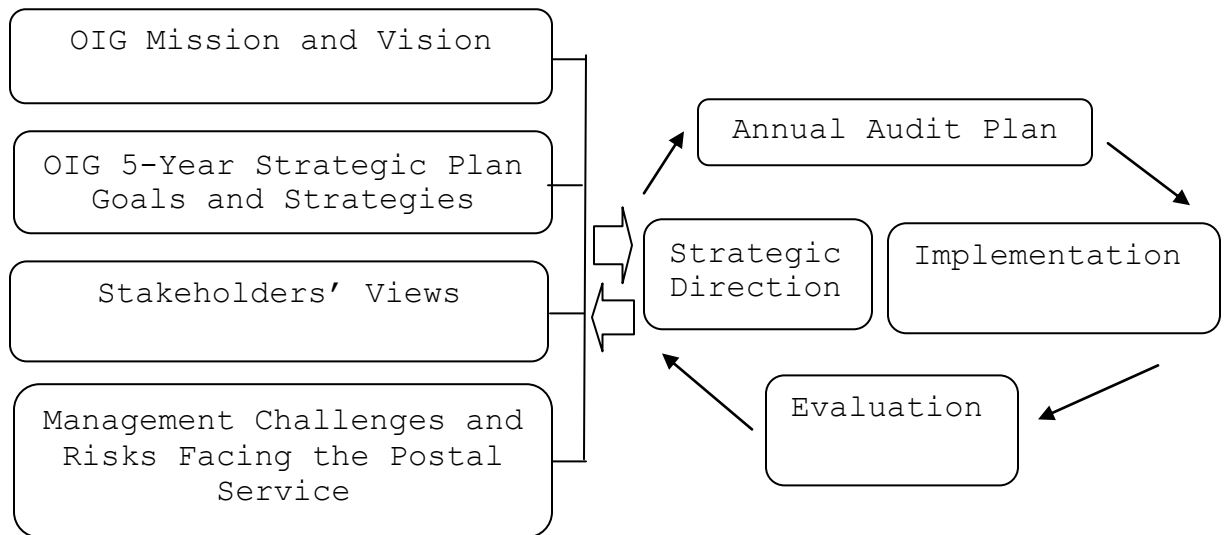 OIG Mission and Vision
OIG 5-Year Strategic Plan
Goals and Strategies
Stakeholders’ Views
Management Challenges and
Risks Facing the Postal
Service
Annual Audit Plan
Strategic
Direction
Implementation
Evaluation